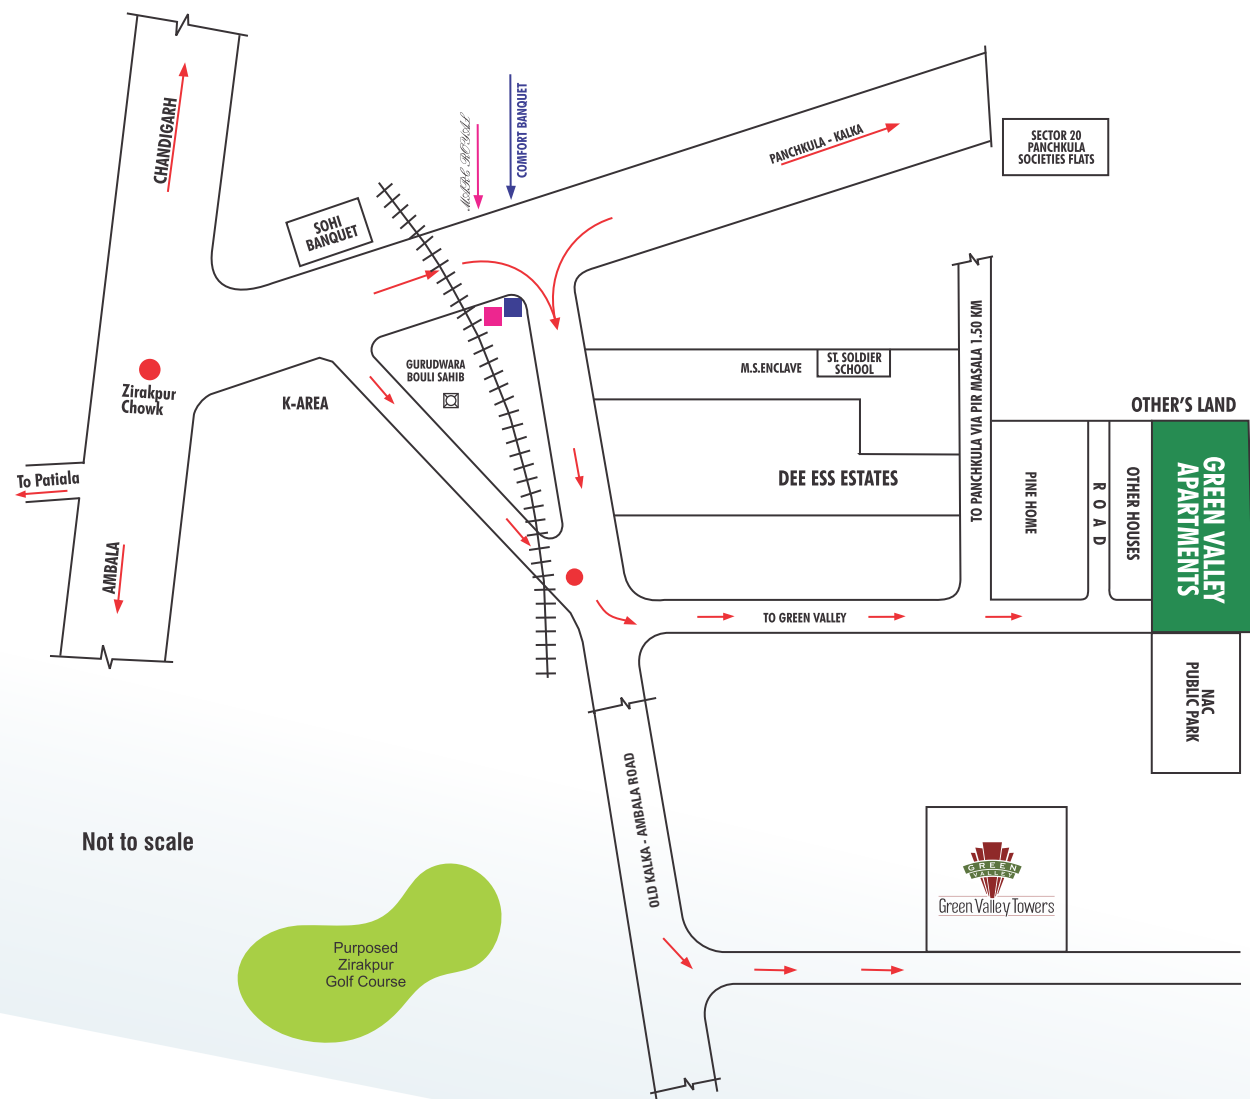 CHANDIGARH
MARC ROYALE
COMFORT BANQUET
PANCHKULA - KALKA
SECTOR 20
PANCHKULA
SOCIETIES FLATS
SOHI
BANQUET
Zirakpur
Chowk
K-AREA
GURUDWARA
BOULI SAHIB
M.S.ENCLAVE
ST. SOLDIER
SCHOOL
TO PANCHKULA VIA PIR MASALA 1.50 KM
OTHER'S LAND
To Patiala
AMBALA
DEE ESS ESTATES
PINE HOME
ROAD
OTHER HOUSES
GREEN VALLEY
APARTMENTS
TO GREEN VALLEY
NAC
PUBLIC PARK
OLD KALKA - AMBALA ROAD
Not to scale
GREEN
VALLEY
Green Valley Towers
Purposed
Zirakpur
Golf Course